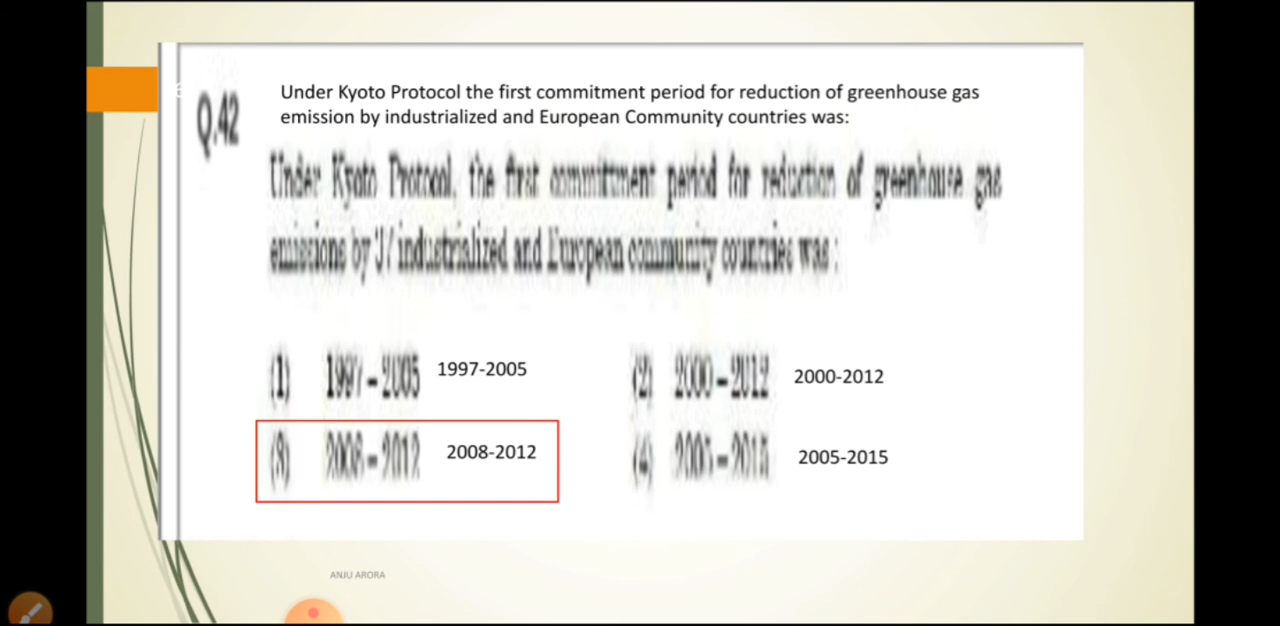 Q.42
Under Kyoto Protocol the first commitment period for reduction of greenhouse gas
emission by industrialized and European Community countries was:
Under Kyoto Protocol, the first commitment period for reduction of greenhouse gas
emissions by industrialized and European community countries was :
(1) 1997-2005 1997-2005
(2) 2000-2012 2000-2012
(3) 2008-2012 2008-2012
(4) 2005-2015 2005-2015
ANJU ARORA